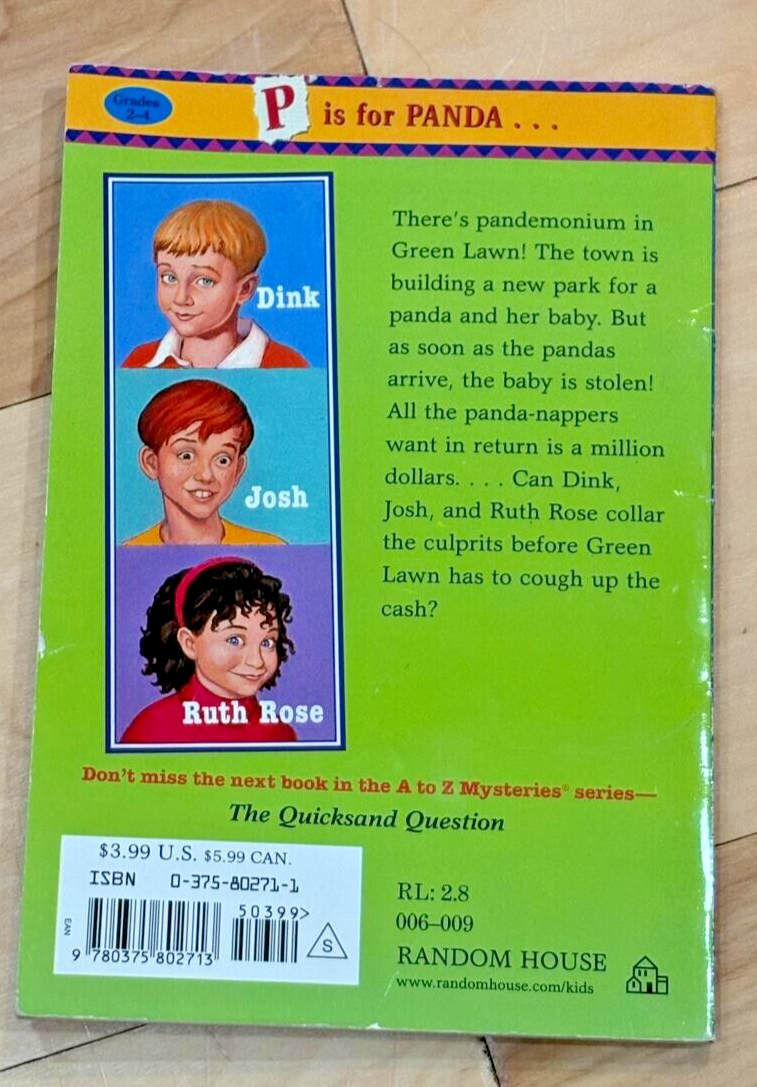 Grades
2–4
P is for PANDA . . .
Dink
Josh
Ruth Rose
There's pandemonium in
Green Lawn! The town is
building a new park for a
panda and her baby. But
as soon as the pandas
arrive, the baby is stolen!
All the panda-nappers
want in return is a million
dollars. . . . Can Dink,
Josh, and Ruth Rose collar
the culprits before Green
Lawn has to cough up the
cash?
Don't miss the next book in the A to Z Mysteries® series—
The Quicksand Question
$3.99 U.S. $5.99 CAN.
ISBN 0-375-80271-1
50399>
EAN
9 780375 802713
S
RL: 2.8
006–009
RANDOM HOUSE
www.randomhouse.com/kids